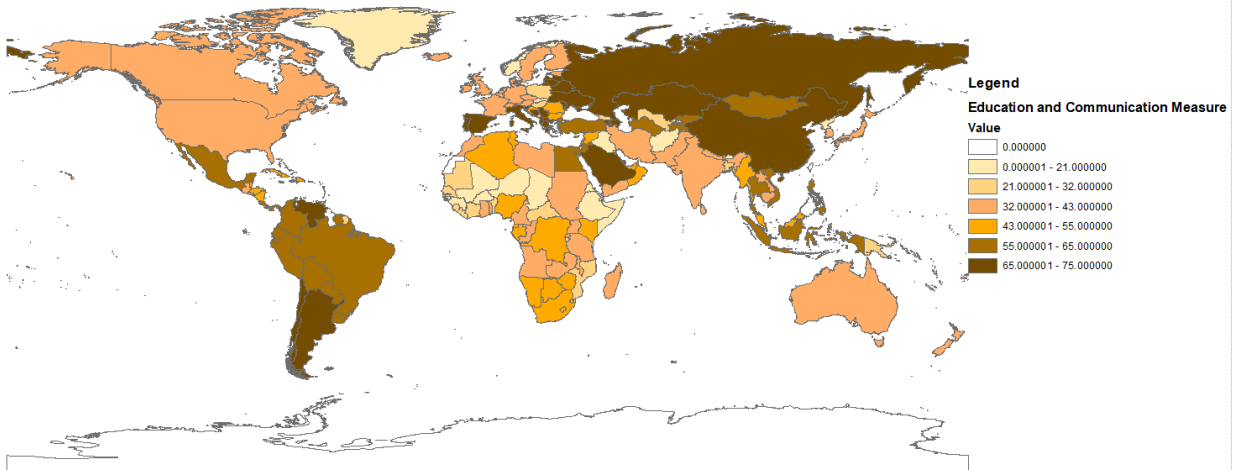 Legend
Education and Communication Measure
Value
0.000000
0.000001 - 21.000000
21.000001 - 32.000000
32.000001 - 43.000000
43.000001 - 55.000000
55.000001 - 65.000000
65.000001 - 75.000000